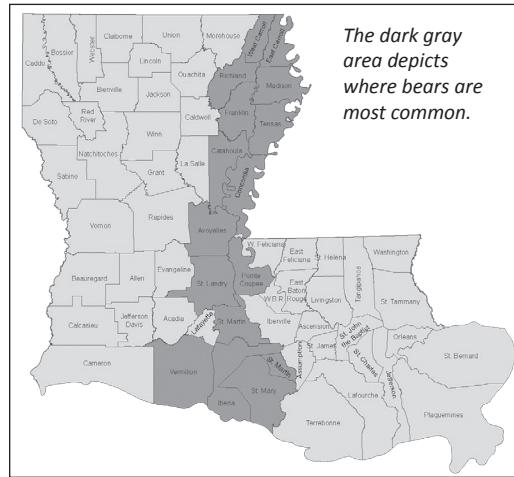 The dark gray
area depicts
where bears are
most common.
Caddo
Bossier
Webster
Claiborne
Union
Morehouse
West Carroll
East Carroll
Lincoln
Ouachita
Richland
Madison
Bienville
Jackson
Franklin
Tensas
De Soto
Red
River
Caldwell
Winn
Catahoula
Natchitoches
La Salle
Concordia
Sabine
Grant
Vernon
Rapides
Avoyelles
W. Feliciana
East
Feliciana
St. Helena
Tangipahoa
Washington
Beauregard
Allen
Evangeline
St. Landry
Pointe
Coupee
East
Baton
Rouge
W.B.R.
Livingston
St. Tammany
Calcasieu
Jefferson
Davis
Acadia
Lafayette
St. Martin
Iberville
Ascension
St. John
the Baptist
Orleans
St. Bernard
Cameron
Vermilion
St. Martin
Assumption
St. James
St. Charles
Jefferson
Iberia
St. Mary
Lafourche
Terrebonne
Plaquemines